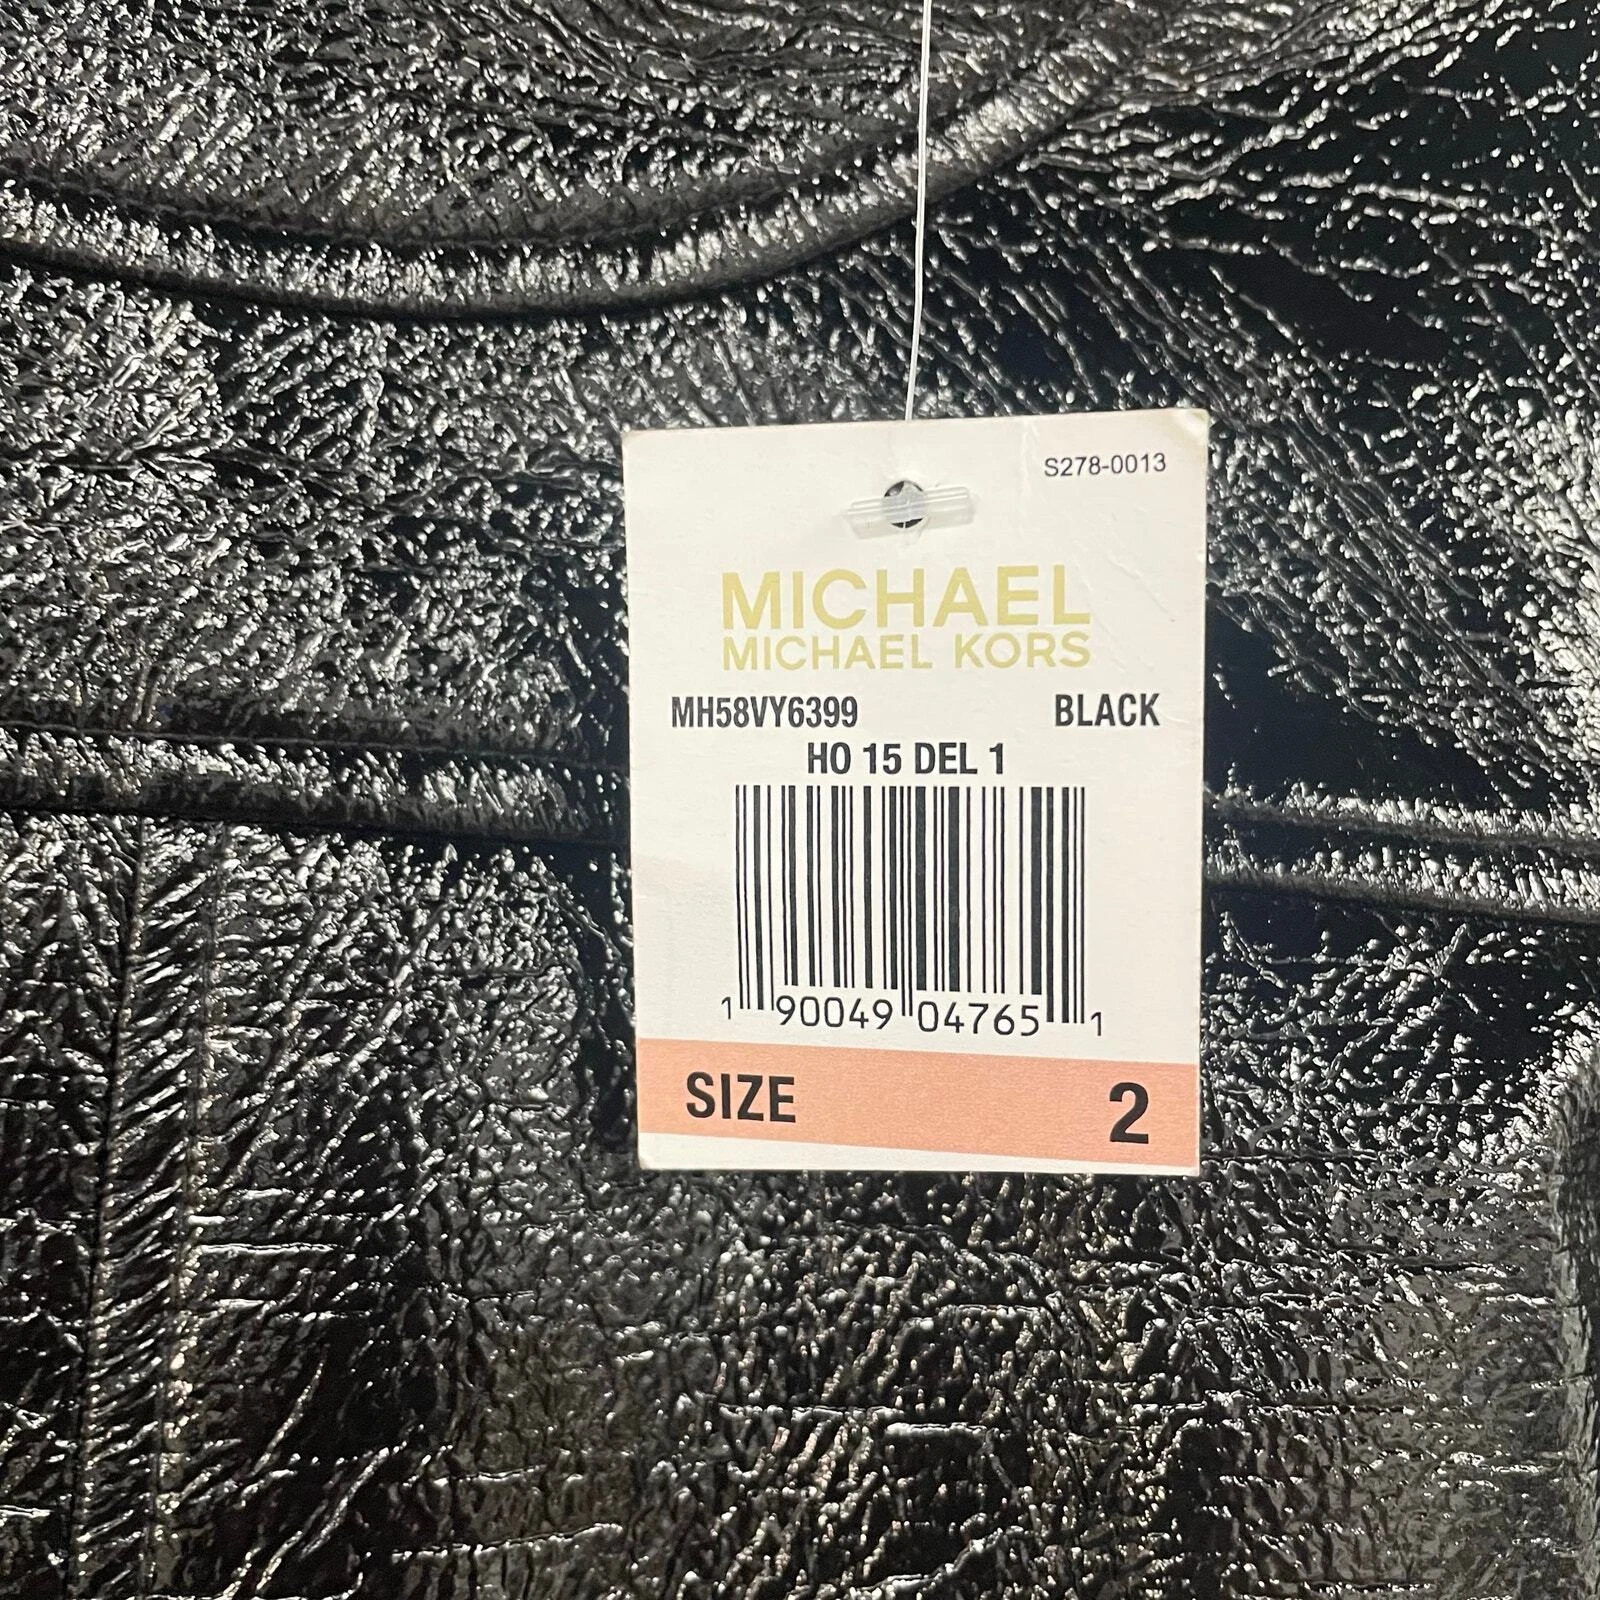 S278-0013
MICHAEL
MICHAEL KORS
MH58VY6399 BLACK
HO 15 DEL 1
1 90049 04765 1
SIZE 2